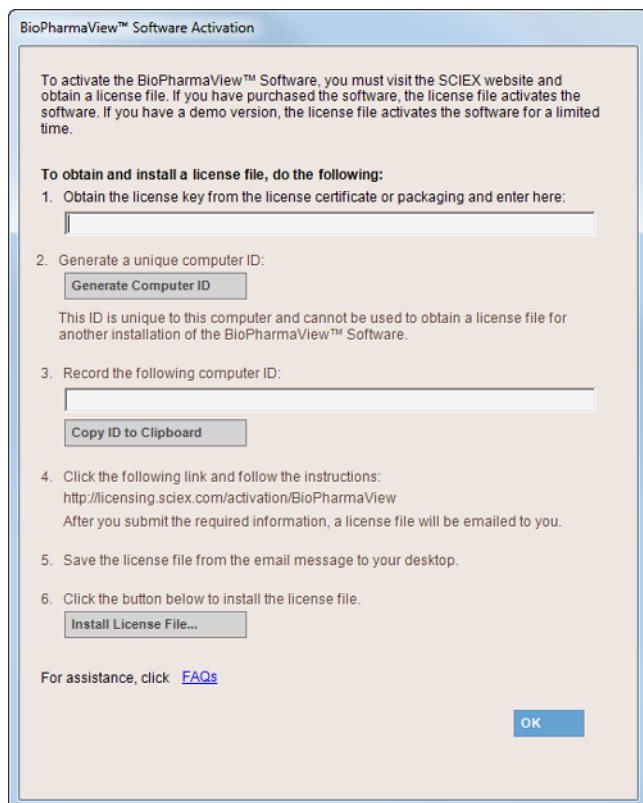 BioPharmaView™ Software Activation
To activate the BioPharmaView™ Software, you must visit the SCIEX website and
obtain a license file. If you have purchased the software, the license file activates the
software. If you have a demo version, the license file activates the software for a limited
time.
To obtain and install a license file, do the following:
1. Obtain the license key from the license certificate or packaging and enter here:
2. Generate a unique computer ID:
Generate Computer ID
This ID is unique to this computer and cannot be used to obtain a license file for
another installation of the BioPharmaView™ Software.
3. Record the following computer ID:
Copy ID to Clipboard
4. Click the following link and follow the instructions:
http://licensing.sciex.com/activation/BioPharmaView
After you submit the required information, a license file will be emailed to you.
5. Save the license file from the email message to your desktop.
6. Click the button below to install the license file.
Install License File...
For assistance, click FAQs
OK